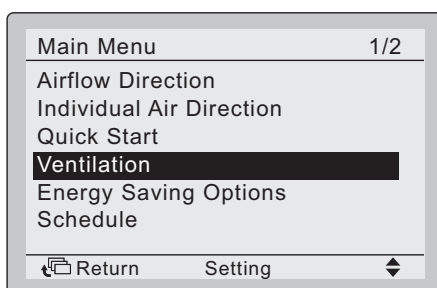 Main Menu 1/2
Airflow Direction
Individual Air Direction
Quick Start
Ventilation
Energy Saving Options
Schedule
Return Setting